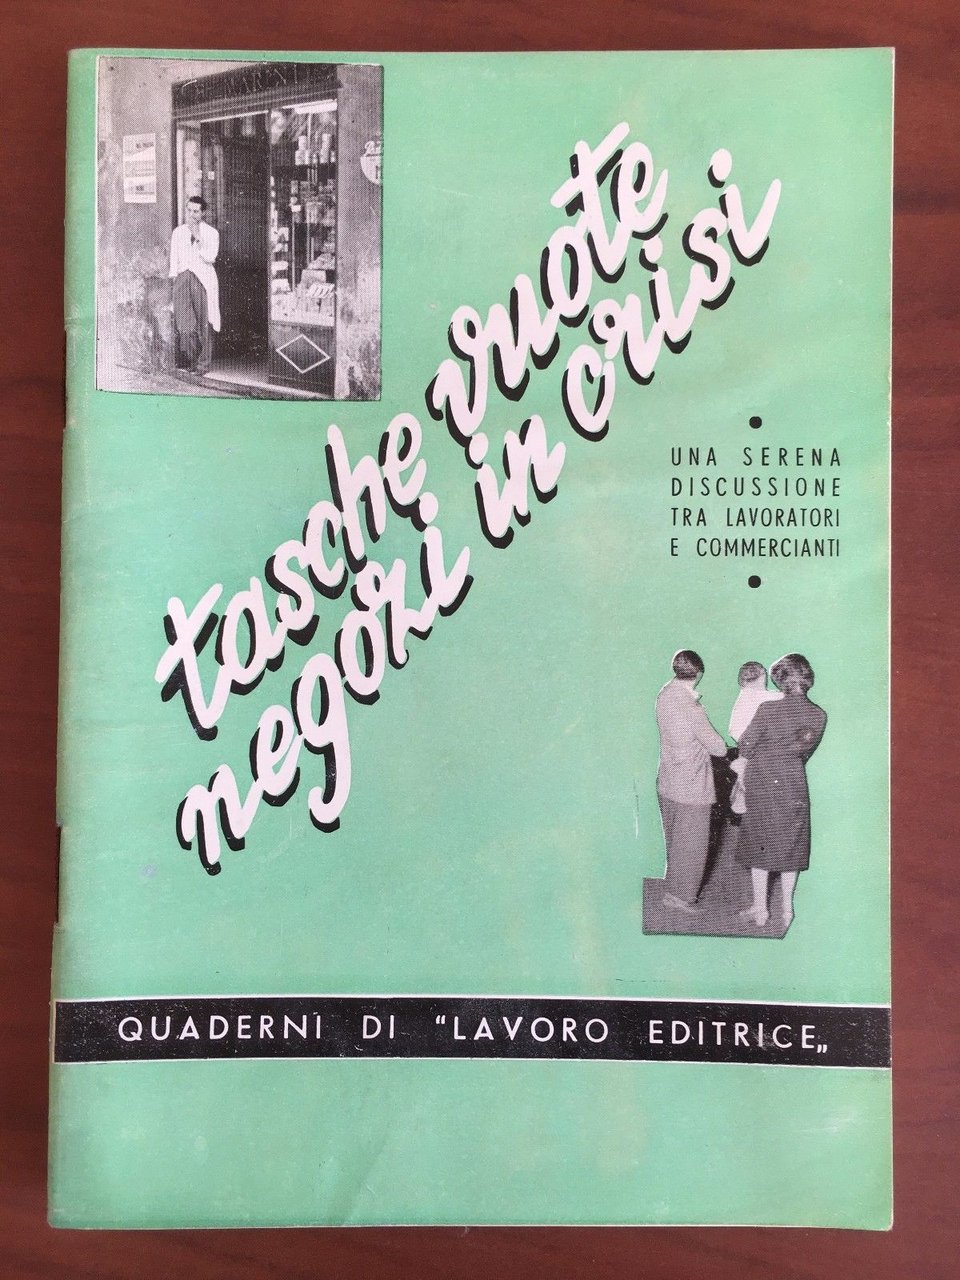 tasche vuote
negozi in crisi
UNA SERENA
DISCUSSIONE
TRA LAVORATORI
E COMMERCIANTI
QUADERNI DI "LAVORO EDITRICE„